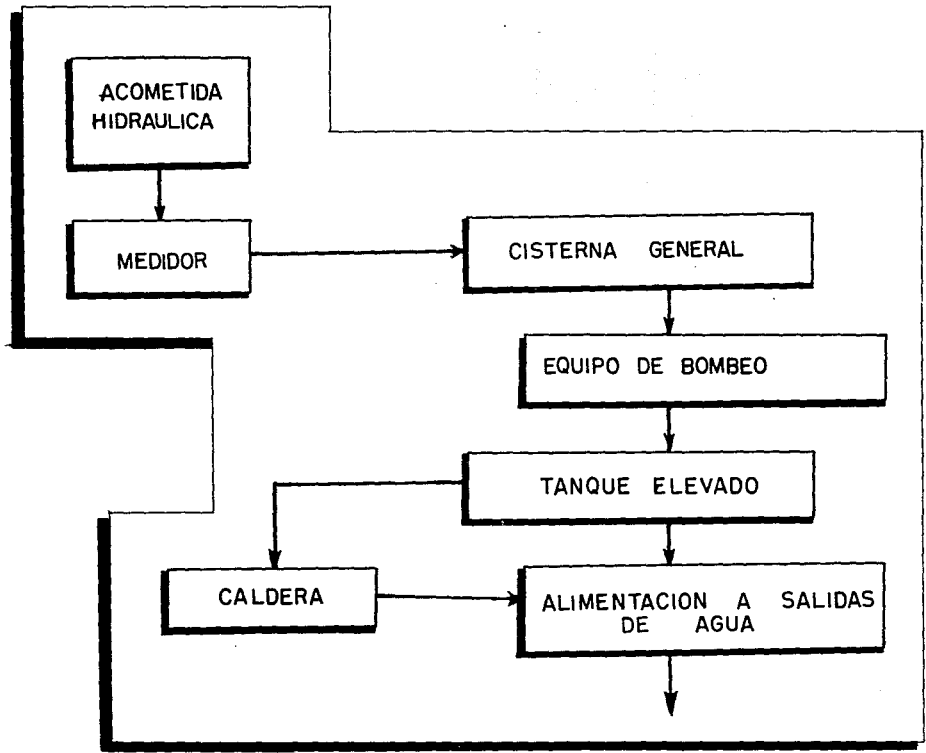 ACOMETIDA
HIDRAULICA
MEDIDOR
CISTERNA GENERAL
EQUIPO DE BOMBEO
TANQUE ELEVADO
CALDERA
ALIMENTACION A SALIDAS
DE AGUA